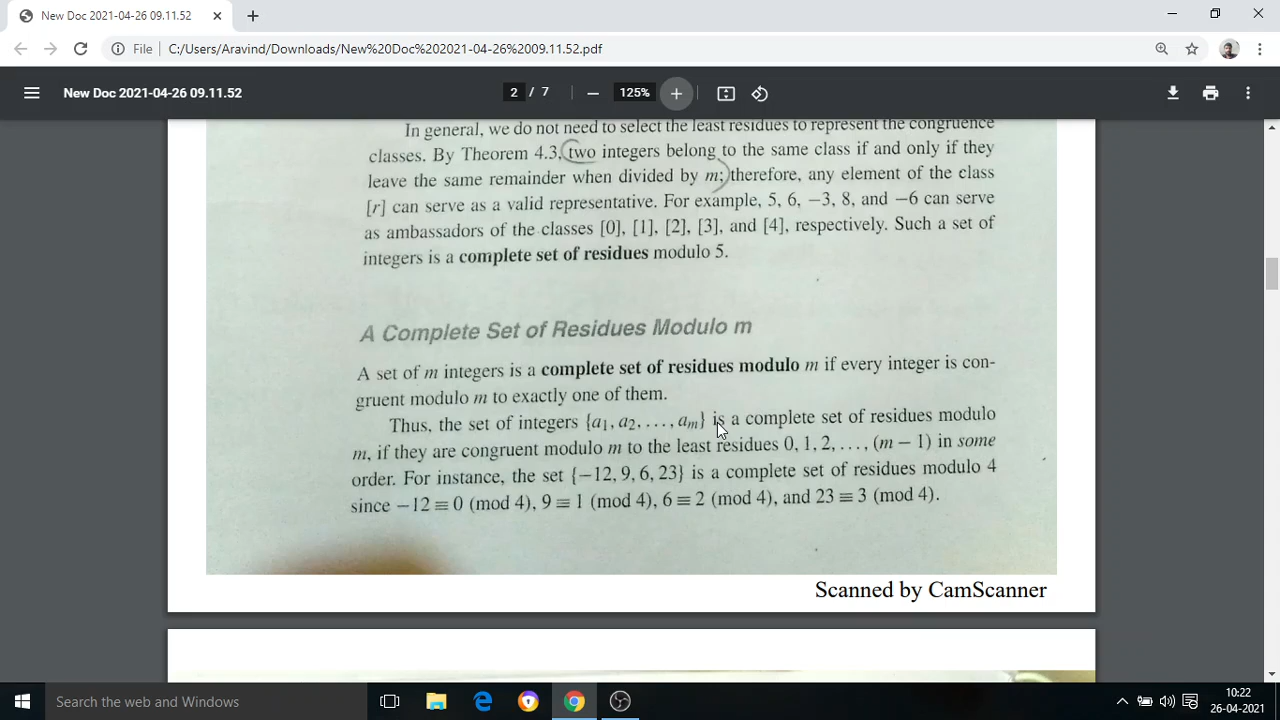 New Doc 2021-04-26 09.11.52
File
C:/Users/Aravind/Downloads/New%20Doc%202021-04-26%2009.11.52.pdf
New Doc 2021-04-26 09.11.52
2 / 7
125%
In general, we do not need to select the least residues to represent the congruence
classes. By Theorem 4.3, two integers belong to the same class if and only if they
leave the same remainder when divided by m; therefore, any element of the class
[r] can serve as a valid representative. For example, 5, 6, −3, 8, and −6 can serve
as ambassadors of the classes [0], [1], [2], [3], and [4], respectively. Such a set of
integers is a complete set of residues modulo 5.
A Complete Set of Residues Modulo m
A set of m integers is a complete set of residues modulo m if every integer is con-
gruent modulo m to exactly one of them.
Thus, the set of integers {a₁, a₂, . . . , aₘ} is a complete set of residues modulo
m, if they are congruent modulo m to the least residues 0, 1, 2, . . . , (m − 1) in some
order. For instance, the set {−12, 9, 6, 23} is a complete set of residues modulo 4
since −12 ≡ 0 (mod 4), 9 ≡ 1 (mod 4), 6 ≡ 2 (mod 4), and 23 ≡ 3 (mod 4).
Scanned by CamScanner
Search the web and Windows
10:22
26-04-2021